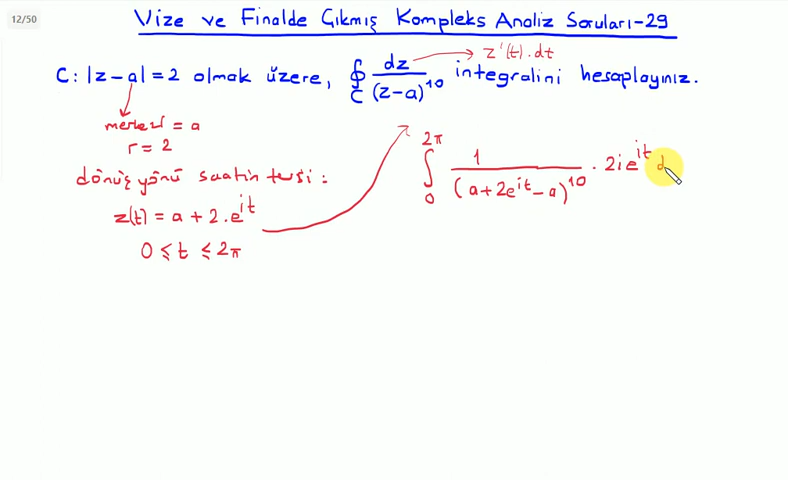 12/50
Vize ve Finalde Çıkmış Kompleks Analiz Soruları-29
C: |z-a|=2 olmak üzere, ∮_C dz/(z-a)^10 integralini hesaplayınız.
→ z'(t).dt
merkezi = a
r = 2
dönüş yönü saatin tersi :
z(t) = a + 2.e^{it}
0 ≤ t ≤ 2π
∫_0^{2π} 1/(a+2e^{it}-a)^10 . 2ie^{it} d